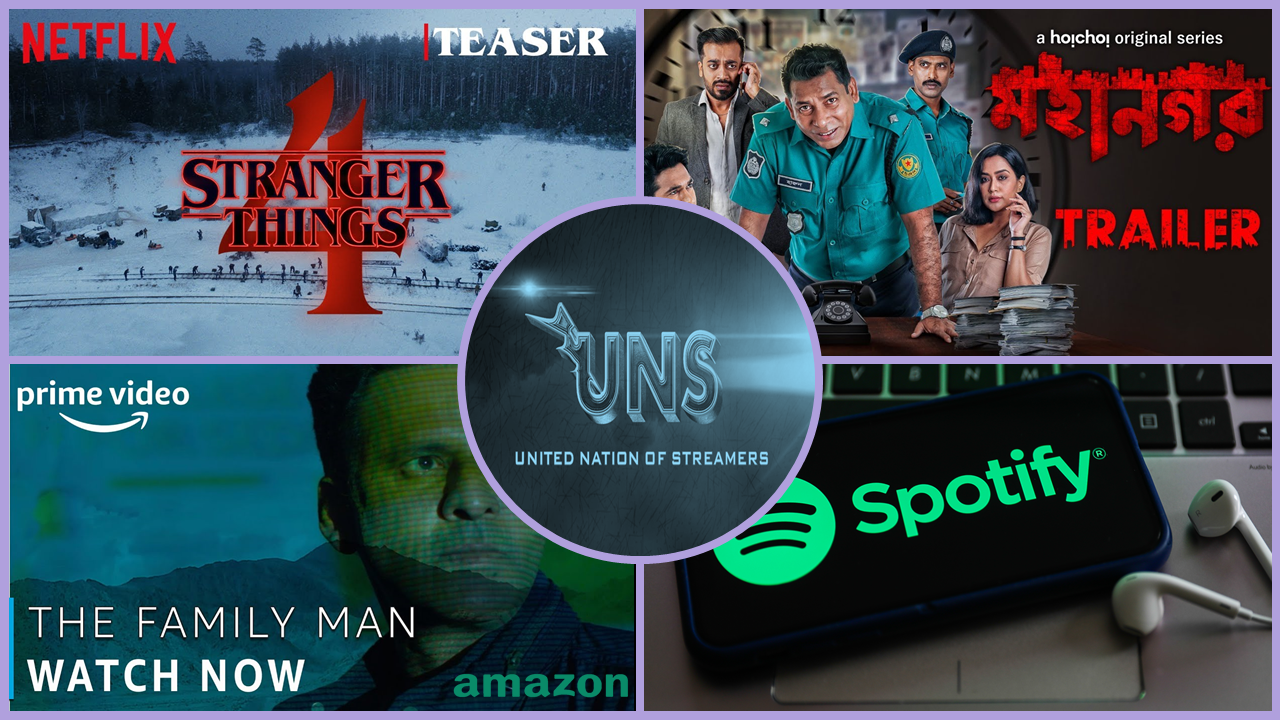 NETFLIX
TEASER
4
STRANGER
THINGS
a hoichoi original series
মহানগর
TRAILER
UNS
UNITED NATION OF STREAMERS
prime video
THE FAMILY MAN
WATCH NOW
amazon
V B N M
ctrl
Spotify®